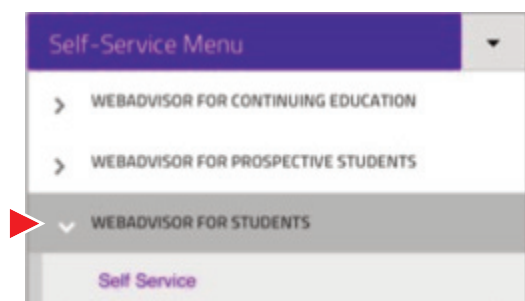 Self-Service Menu
WEBADVISOR FOR CONTINUING EDUCATION
WEBADVISOR FOR PROSPECTIVE STUDENTS
WEBADVISOR FOR STUDENTS
Self Service